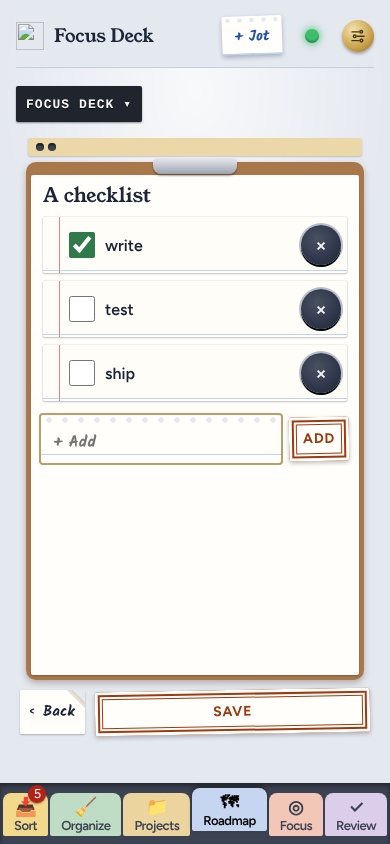 Focus Deck
+ Jot
FOCUS DECK ▾
A checklist
write
×
test
×
ship
×
+ Add
ADD
‹ Back
SAVE
5
Sort
Organize
Projects
Roadmap
Focus
Review